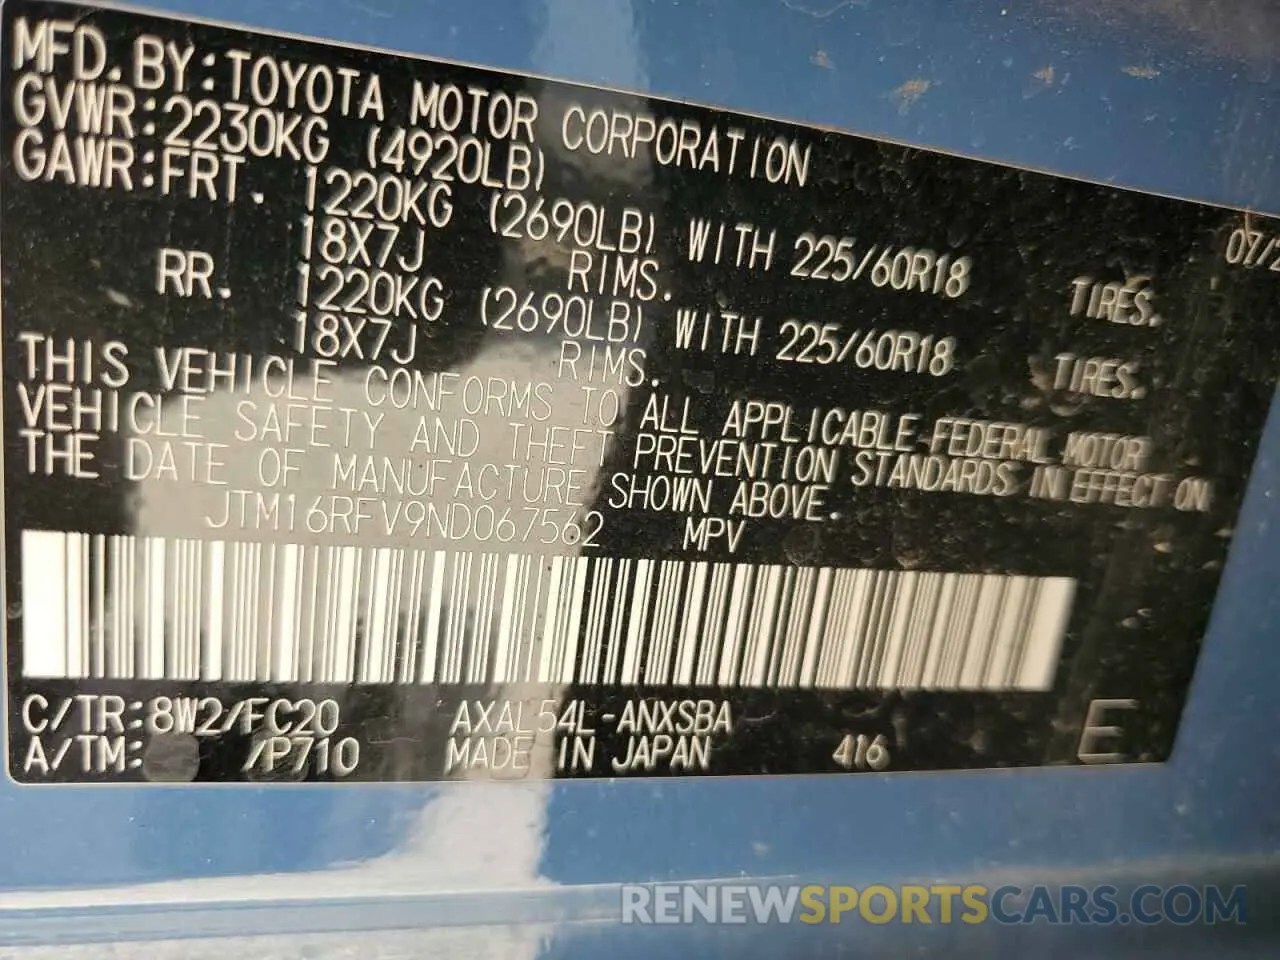 MFD.BY:TOYOTA MOTOR CORPORATION
GVWR:2230KG (4920LB)
GAWR:FRT. 1220KG (2690LB) WITH 225/60R18 TIRES.
18X7J RIMS.
RR. 1220KG (2690LB) WITH 225/60R18 TIRES.
18X7J RIMS.
THIS VEHICLE CONFORMS TO ALL APPLICABLE FEDERAL MOTOR
VEHICLE SAFETY AND THEFT PREVENTION STANDARDS IN EFFECT ON
THE DATE OF MANUFACTURE SHOWN ABOVE.
JTM16RFV9ND067562 MPV
C/TR:8W2/FC20 AXAL54L-ANXSBA
A/TM: /P710 MADE IN JAPAN 416 E
RENEWSPORTSCARS.COM